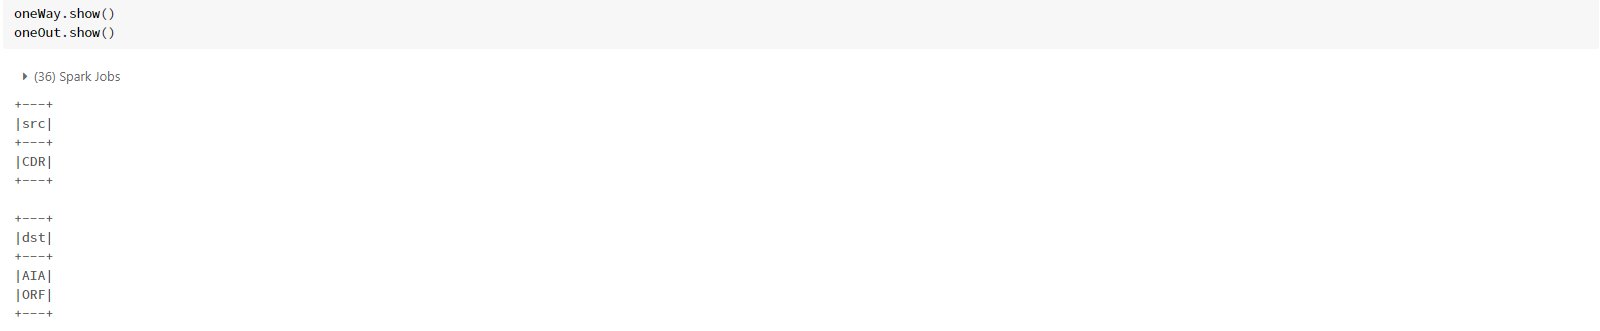 oneWay.show()
oneOut.show()
(36) Spark Jobs
+---+
|src|
+---+
|CDR|
+---+
+---+
|dst|
+---+
|AIA|
|ORF|
+---+